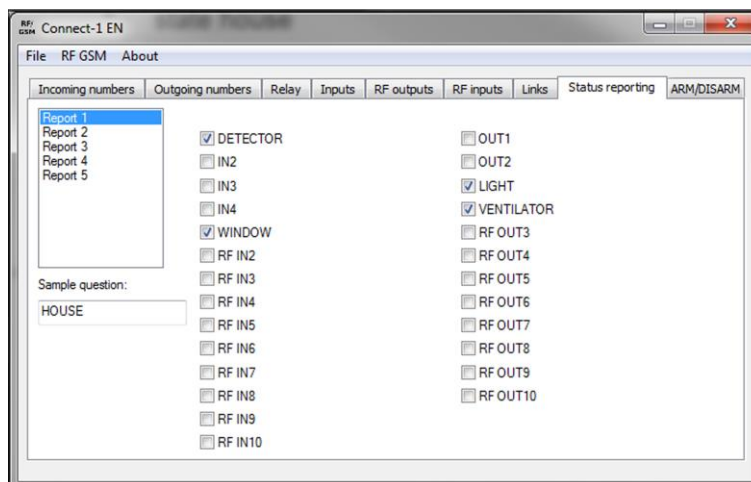 state house
RF/
GSM Connect-1 EN
File RF GSM About
Incoming numbers Outgoing numbers Relay Inputs RF outputs RF inputs Links Status reporting ARM/DISARM
Report 1
Report 2
Report 3
Report 4
Report 5
Sample question:
HOUSE
DETECTOR
IN2
IN3
IN4
WINDOW
RF IN2
RF IN3
RF IN4
RF IN5
RF IN6
RF IN7
RF IN8
RF IN9
RF IN10
OUT1
OUT2
LIGHT
VENTILATOR
RF OUT3
RF OUT4
RF OUT5
RF OUT6
RF OUT7
RF OUT8
RF OUT9
RF OUT10